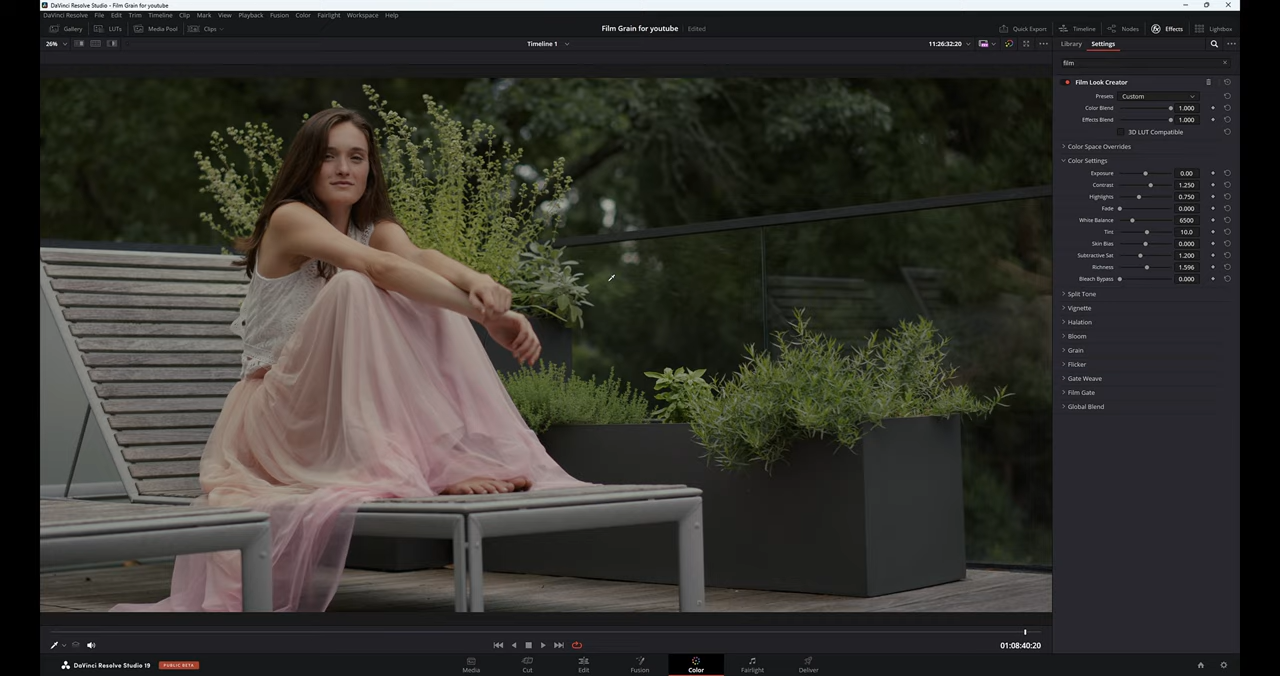 DaVinci Resolve Studio - Film Grain for youtube
DaVinci Resolve File Edit Trim Timeline Clip Mark View Playback Fusion Color Fairlight Workspace Help
Gallery LUTs Media Pool Clips Film Grain for youtube Edited Quick Export Timeline Nodes Effects Lightbox
26% Timeline 1 11:26:32:20 Library Settings
film
Film Look Creator
Presets Custom
Color Blend 1.000
Effects Blend 1.000
3D LUT Compatible
Color Space Overrides
Color Settings
Exposure 0.00
Contrast 1.250
Highlights 0.750
Fade 0.000
White Balance 6500
Tint 10.0
Skin Bias 0.000
Subtractive Sat 1.200
Richness 1.596
Bleach Bypass 0.000
Split Tone
Vignette
Halation
Bloom
Grain
Flicker
Gate Weave
Film Gate
Global Blend
01:08:40:20
DaVinci Resolve Studio 19 PUBLIC BETA Media Cut Edit Fusion Color Fairlight Deliver